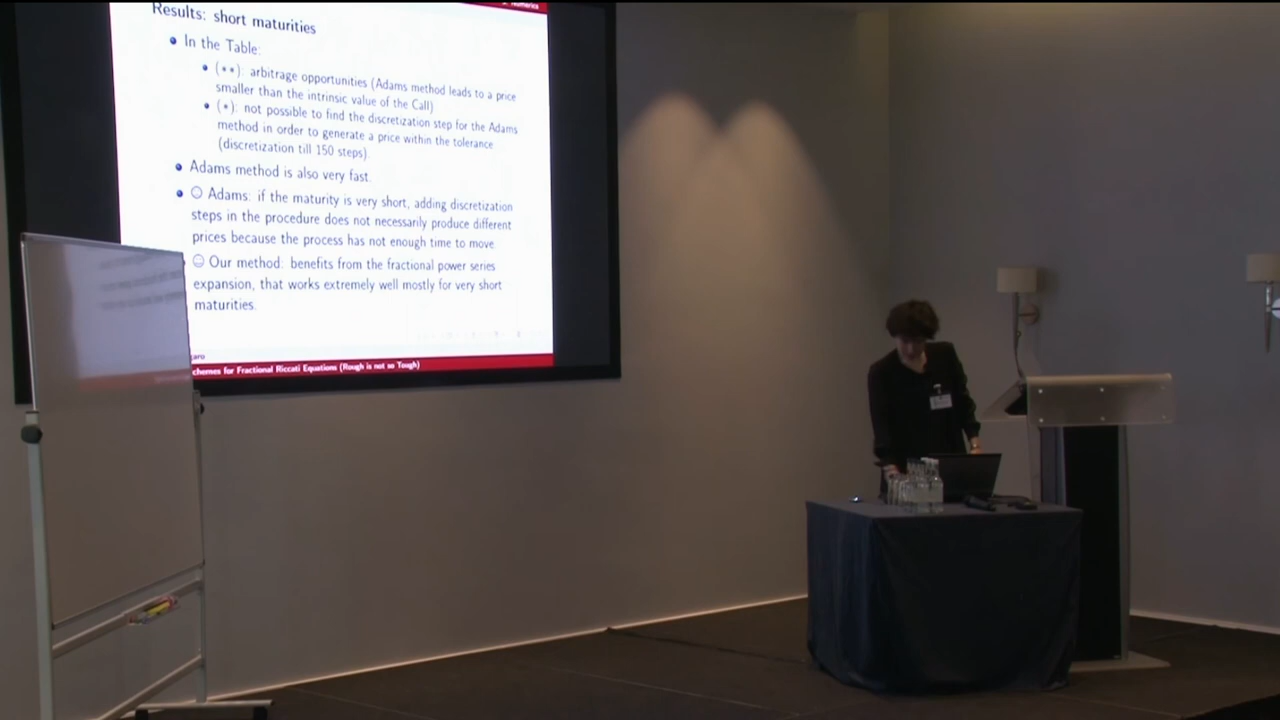 Results: short maturities
In the Table:
(**): arbitrage opportunities (Adams method leads to a price
smaller than the intrinsic value of the Call)
(*): not possible to find the discretization step for the Adams
method in order to generate a price within the tolerance
(discretization till 150 steps).
Adams method is also very fast.
Adams: if the maturity is very short, adding discretization
steps in the procedure does not necessarily produce different
prices because the process has not enough time to move
Our method: benefits from the fractional power series
expansion, that works extremely well mostly for very short
maturities.
chemes for Fractional Riccati Equations (Rough is not so Tough)